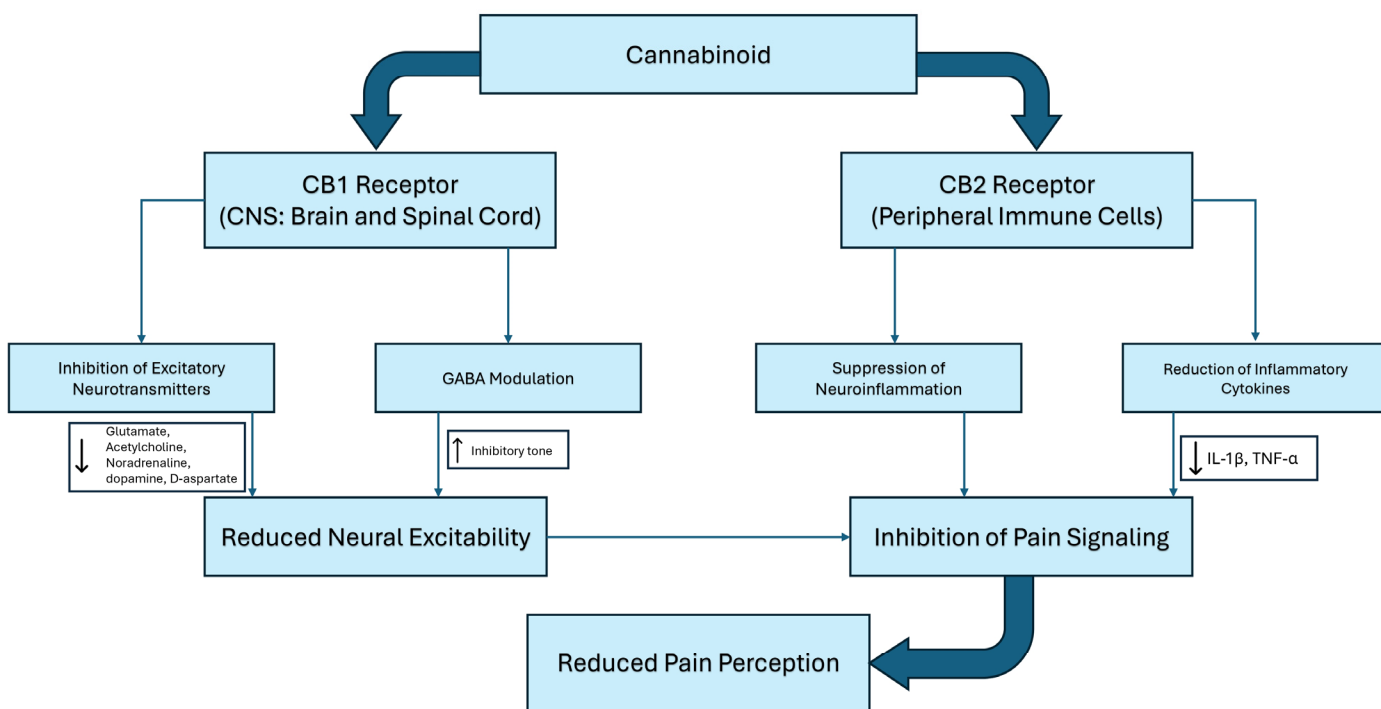 Cannabinoid
CB1 Receptor
(CNS: Brain and Spinal Cord)
CB2 Receptor
(Peripheral Immune Cells)
Inhibition of Excitatory
Neurotransmitters
GABA Modulation
Suppression of
Neuroinflammation
Reduction of Inflammatory
Cytokines
↓ Glutamate,
Acetylcholine,
Noradrenaline,
dopamine, D-aspartate
↑ Inhibitory tone
↓ IL-1β, TNF-α
Reduced Neural Excitability
Inhibition of Pain Signaling
Reduced Pain Perception